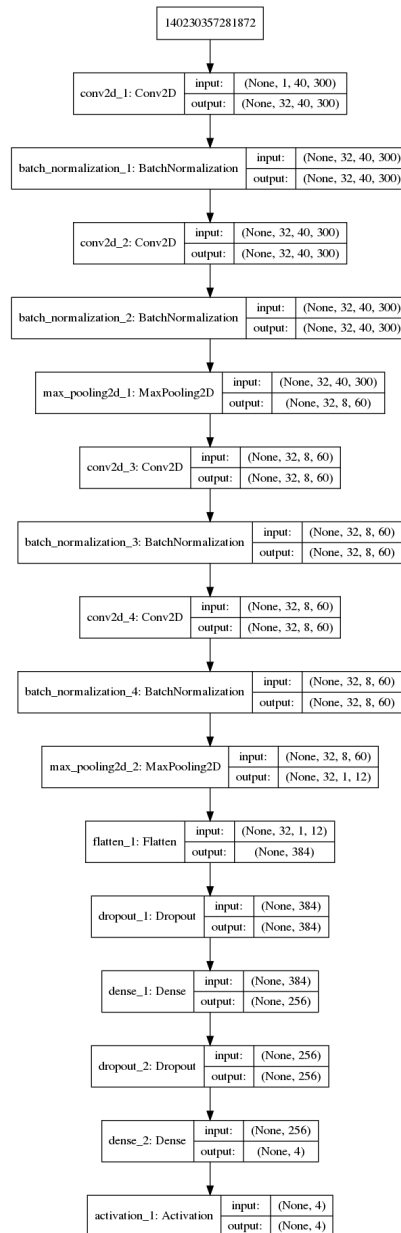 140230357281872
conv2d_1: Conv2D
input: (None, 1, 40, 300)
output: (None, 32, 40, 300)
batch_normalization_1: BatchNormalization
input: (None, 32, 40, 300)
output: (None, 32, 40, 300)
conv2d_2: Conv2D
input: (None, 32, 40, 300)
output: (None, 32, 40, 300)
batch_normalization_2: BatchNormalization
input: (None, 32, 40, 300)
output: (None, 32, 40, 300)
max_pooling2d_1: MaxPooling2D
input: (None, 32, 40, 300)
output: (None, 32, 8, 60)
conv2d_3: Conv2D
input: (None, 32, 8, 60)
output: (None, 32, 8, 60)
batch_normalization_3: BatchNormalization
input: (None, 32, 8, 60)
output: (None, 32, 8, 60)
conv2d_4: Conv2D
input: (None, 32, 8, 60)
output: (None, 32, 8, 60)
batch_normalization_4: BatchNormalization
input: (None, 32, 8, 60)
output: (None, 32, 8, 60)
max_pooling2d_2: MaxPooling2D
input: (None, 32, 8, 60)
output: (None, 32, 1, 12)
flatten_1: Flatten
input: (None, 32, 1, 12)
output: (None, 384)
dropout_1: Dropout
input: (None, 384)
output: (None, 384)
dense_1: Dense
input: (None, 384)
output: (None, 256)
dropout_2: Dropout
input: (None, 256)
output: (None, 256)
dense_2: Dense
input: (None, 256)
output: (None, 4)
activation_1: Activation
input: (None, 4)
output: (None, 4)